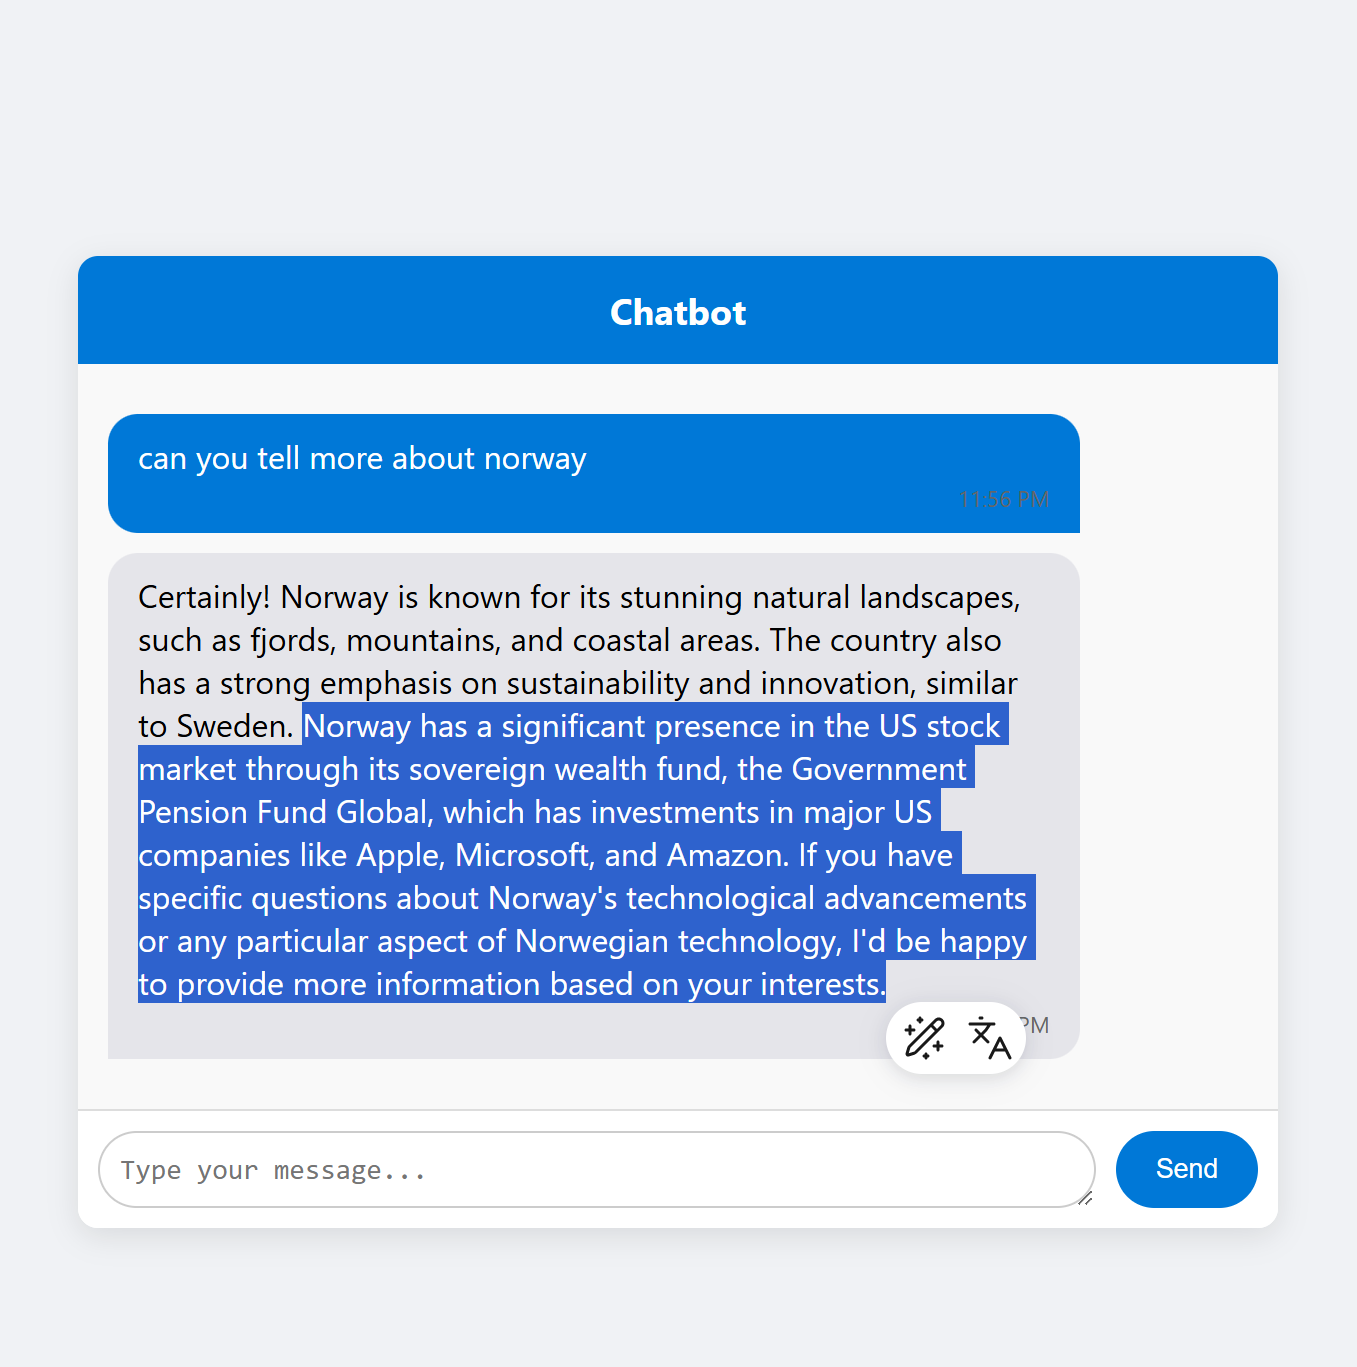 Chatbot
can you tell more about norway
11:56 PM
Certainly! Norway is known for its stunning natural landscapes,
such as fjords, mountains, and coastal areas. The country also
has a strong emphasis on sustainability and innovation, similar
to Sweden. Norway has a significant presence in the US stock
market through its sovereign wealth fund, the Government
Pension Fund Global, which has investments in major US
companies like Apple, Microsoft, and Amazon. If you have
specific questions about Norway's technological advancements
or any particular aspect of Norwegian technology, I'd be happy
to provide more information based on your interests.
PM
Type your message...
Send